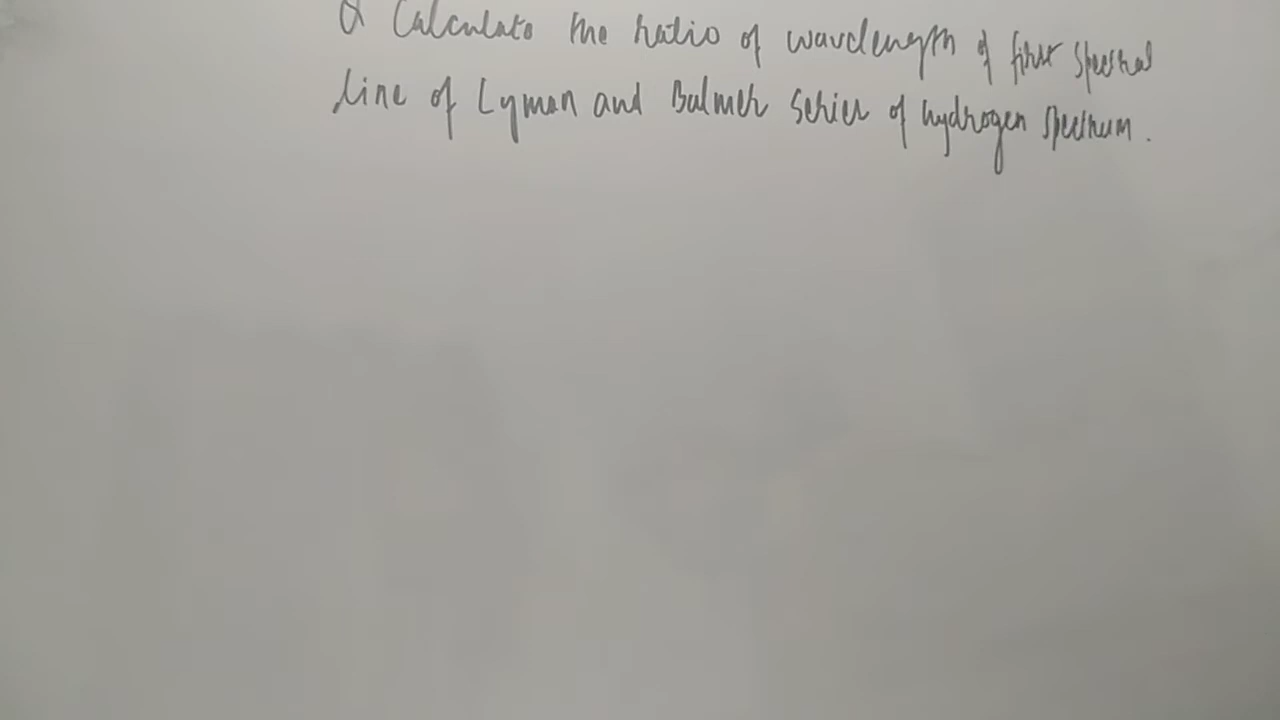 Q Calculate the ratio of wavelength of first spectral
line of Lyman and Balmer series of hydrogen spectrum.